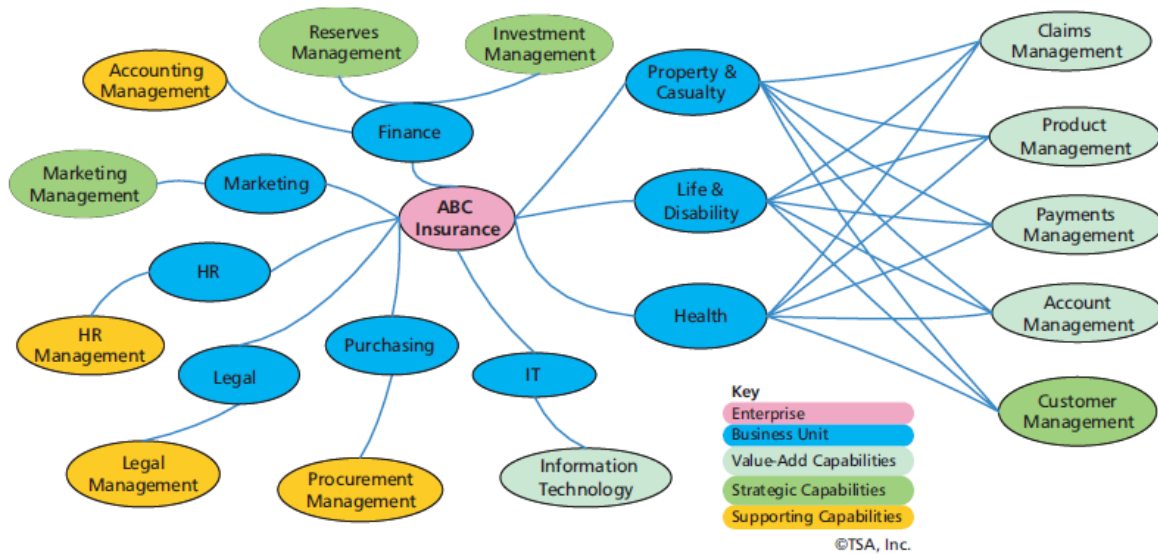 Reserves
Management
Investment
Management
Accounting
Management
Finance
Marketing
Management
Marketing
ABC
Insurance
HR
HR
Management
Legal
Legal
Management
Purchasing
Procurement
Management
IT
Information
Technology
Property &
Casualty
Life &
Disability
Health
Claims
Management
Product
Management
Payments
Management
Account
Management
Customer
Management
Key
Enterprise
Business Unit
Value-Add Capabilities
Strategic Capabilities
Supporting Capabilities
©TSA, Inc.